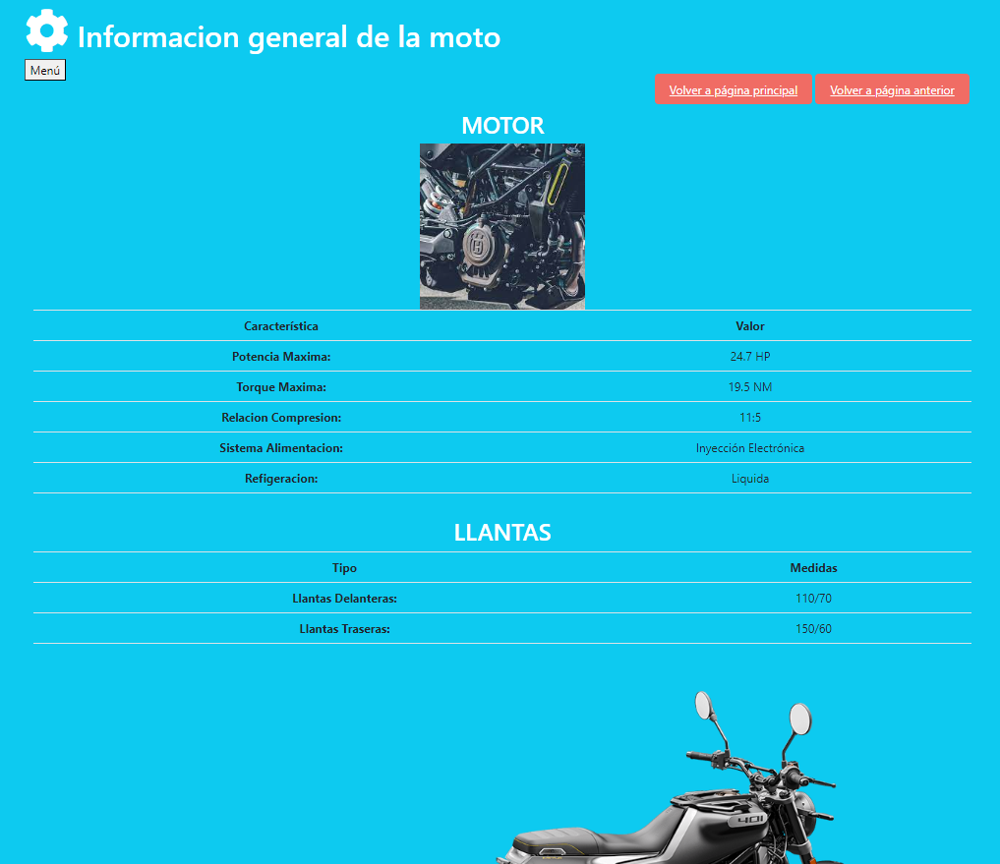 Informacion general de la moto
Menú
Volver a página principal Volver a página anterior
MOTOR
Característica Valor
Potencia Maxima: 24.7 HP
Torque Maxima: 19.5 NM
Relacion Compresion: 11:5
Sistema Alimentacion: Inyección Electrónica
Refigeracion: Liquida
LLANTAS
Tipo Medidas
Llantas Delanteras: 110/70
Llantas Traseras: 150/60
401